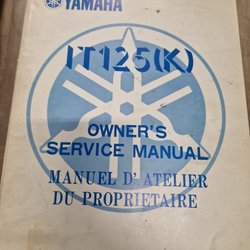 YAMAHA
IT125(K)
OWNER'S
SERVICE MANUAL
MANUEL D'ATELIER
DU PROPRIETAIRE